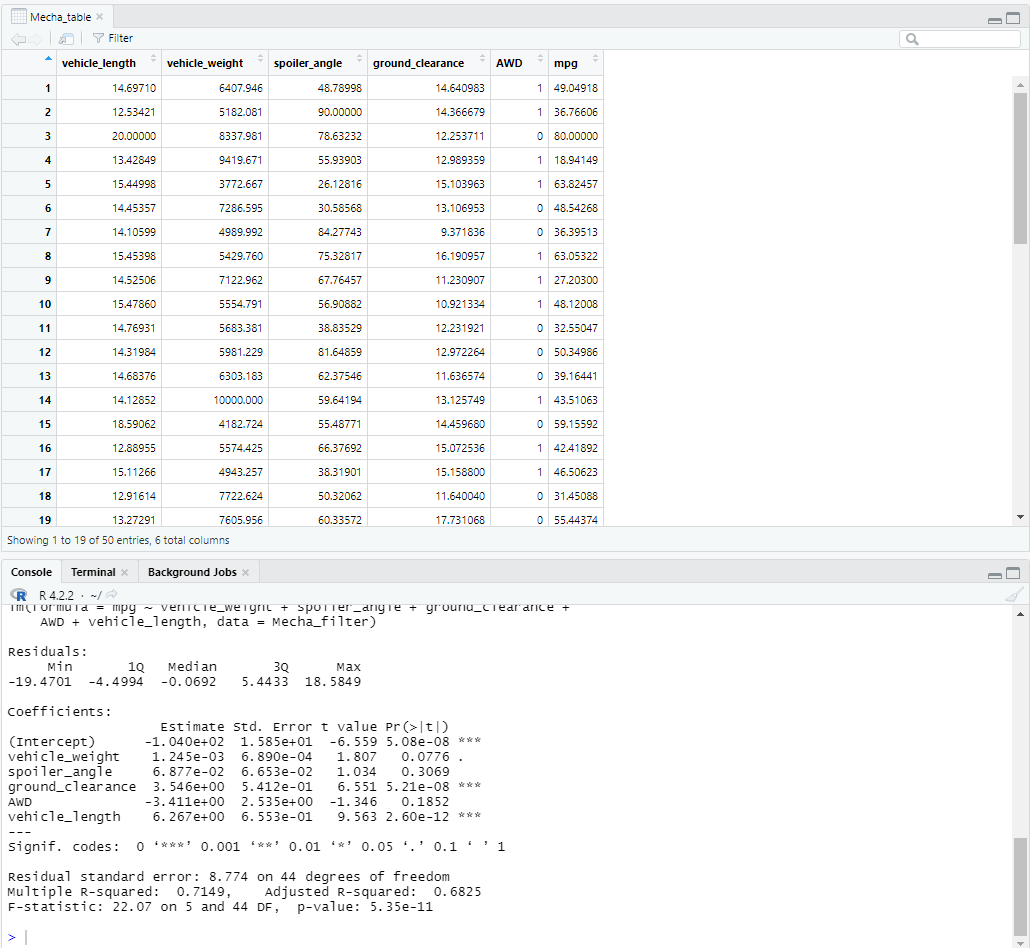 Mecha_table
Filter
vehicle_length vehicle_weight spoiler_angle ground_clearance AWD mpg
1 14.69710 6407.946 48.78998 14.640983 1 49.04918
2 12.53421 5182.081 90.00000 14.366679 1 36.76606
3 20.00000 8337.981 78.63232 12.253711 0 80.00000
4 13.42849 9419.671 55.93903 12.989359 1 18.94149
5 15.44998 3772.667 26.12816 15.103963 1 63.82457
6 14.45357 7286.595 30.58568 13.106953 0 48.54268
7 14.10599 4989.992 84.27743 9.371836 0 36.39513
8 15.45398 5429.760 75.32817 16.190957 1 63.05322
9 14.52506 7122.962 67.76457 11.230907 1 27.20300
10 15.47860 5554.791 56.90882 10.921334 1 48.12008
11 14.76931 5683.381 38.83529 12.231921 0 32.55047
12 14.31984 5981.229 81.64859 12.972264 0 50.34986
13 14.68376 6303.183 62.37546 11.636574 0 39.16441
14 14.12852 10000.000 59.64194 13.125749 1 43.51063
15 18.59062 4182.724 55.48771 14.459680 0 59.15592
16 12.88955 5574.425 66.37692 15.072536 1 42.41892
17 15.11266 4943.257 38.31901 15.158800 1 46.50623
18 12.91614 7722.624 50.32062 11.640040 0 31.45088
19 13.27291 7605.956 60.33572 17.731068 0 55.44374
Showing 1 to 19 of 50 entries, 6 total columns
Console Terminal Background Jobs
R R 4.2.2 · ~/
lm(formula = mpg ~ vehicle_weight + spoiler_angle + ground_clearance +
AWD + vehicle_length, data = Mecha_filter)
Residuals:
Min 1Q Median 3Q Max
-19.4701 -4.4994 -0.0692 5.4433 18.5849
Coefficients:
Estimate Std. Error t value Pr(>|t|)
(Intercept) -1.040e+02 1.585e+01 -6.559 5.08e-08 ***
vehicle_weight 1.245e-03 6.890e-04 1.807 0.0776 .
spoiler_angle 6.877e-02 6.653e-02 1.034 0.3069
ground_clearance 3.546e+00 5.412e-01 6.551 5.21e-08 ***
AWD -3.411e+00 2.535e+00 -1.346 0.1852
vehicle_length 6.267e+00 6.553e-01 9.563 2.60e-12 ***
---
Signif. codes: 0 ‘***’ 0.001 ‘**’ 0.01 ‘*’ 0.05 ‘.’ 0.1 ‘ ’ 1
Residual standard error: 8.774 on 44 degrees of freedom
Multiple R-squared: 0.7149, Adjusted R-squared: 0.6825
F-statistic: 22.07 on 5 and 44 DF, p-value: 5.35e-11
>